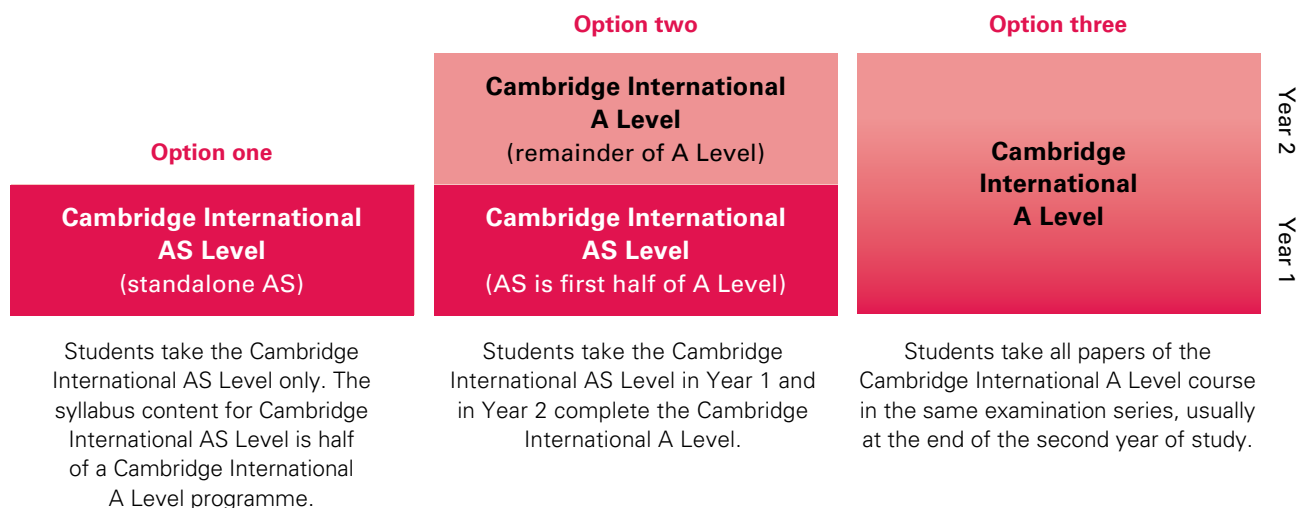 Option one
Cambridge International
AS Level
(standalone AS)
Students take the Cambridge
International AS Level only. The
syllabus content for Cambridge
International AS Level is half
of a Cambridge International
A Level programme.
Option two
Cambridge International
A Level
(remainder of A Level)
Cambridge International
AS Level
(AS is first half of A Level)
Students take the Cambridge
International AS Level in Year 1 and
in Year 2 complete the Cambridge
International A Level.
Option three
Cambridge
International
A Level
Students take all papers of the
Cambridge International A Level course
in the same examination series, usually
at the end of the second year of study.
Year 2
Year 1